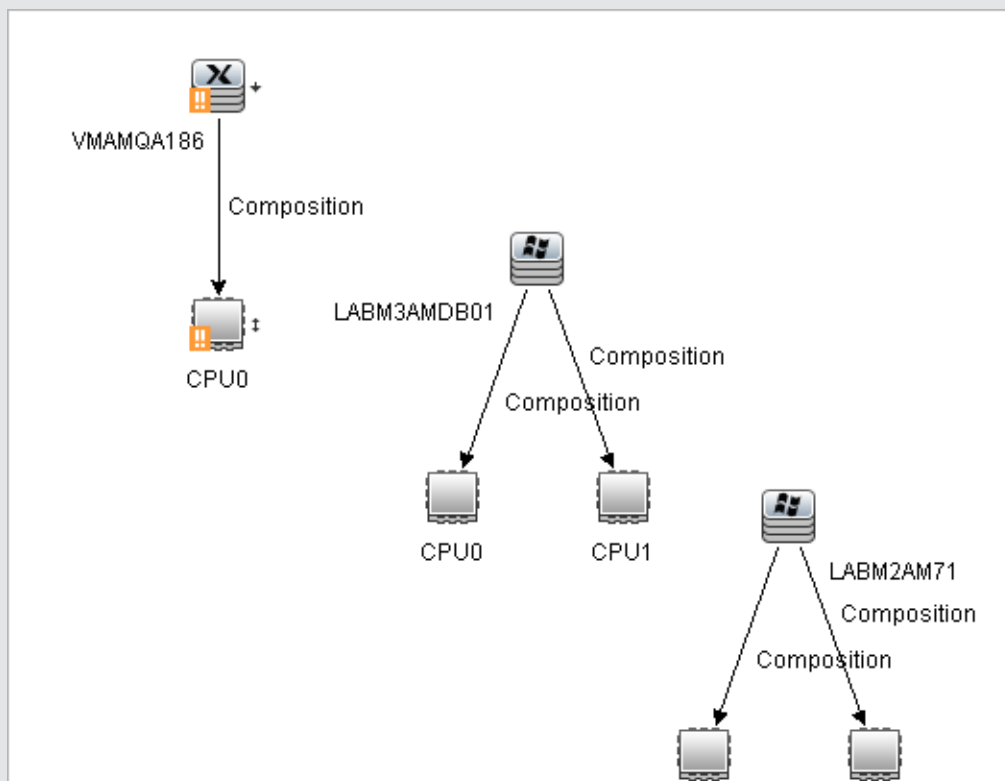 VMAMQA186
Composition
CPU0
LABM3AMDB01
Composition
Composition
CPU0
CPU1
LABM2AM71
Composition
Composition